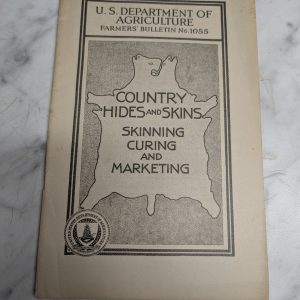 U. S. DEPARTMENT OF
AGRICULTURE
FARMERS' BULLETIN No. 1055
COUNTRY
HIDES AND SKINS
SKINNING
CURING
AND
MARKETING